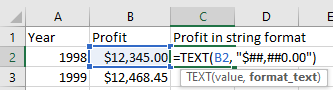 A B C D E
1 Year Profit Profit in string format
2 1998 $12,345.00 =TEXT(B2, "$##,##0.00")
3 1999 $12,468.45 TEXT(value, format_text)